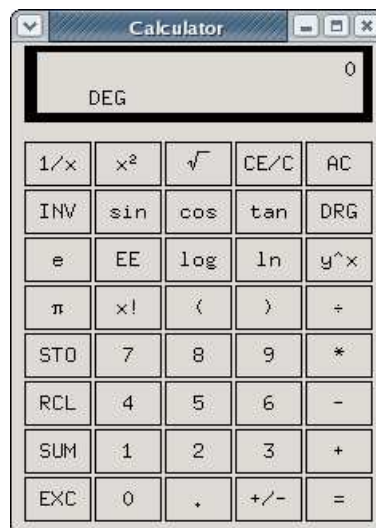 Calculator
0
DEG
1/x x² √ CE/C AC
INV sin cos tan DRG
e EE log ln y^x
π x! ( ) ÷
STO 7 8 9 *
RCL 4 5 6 -
SUM 1 2 3 +
EXC 0 . +/- =